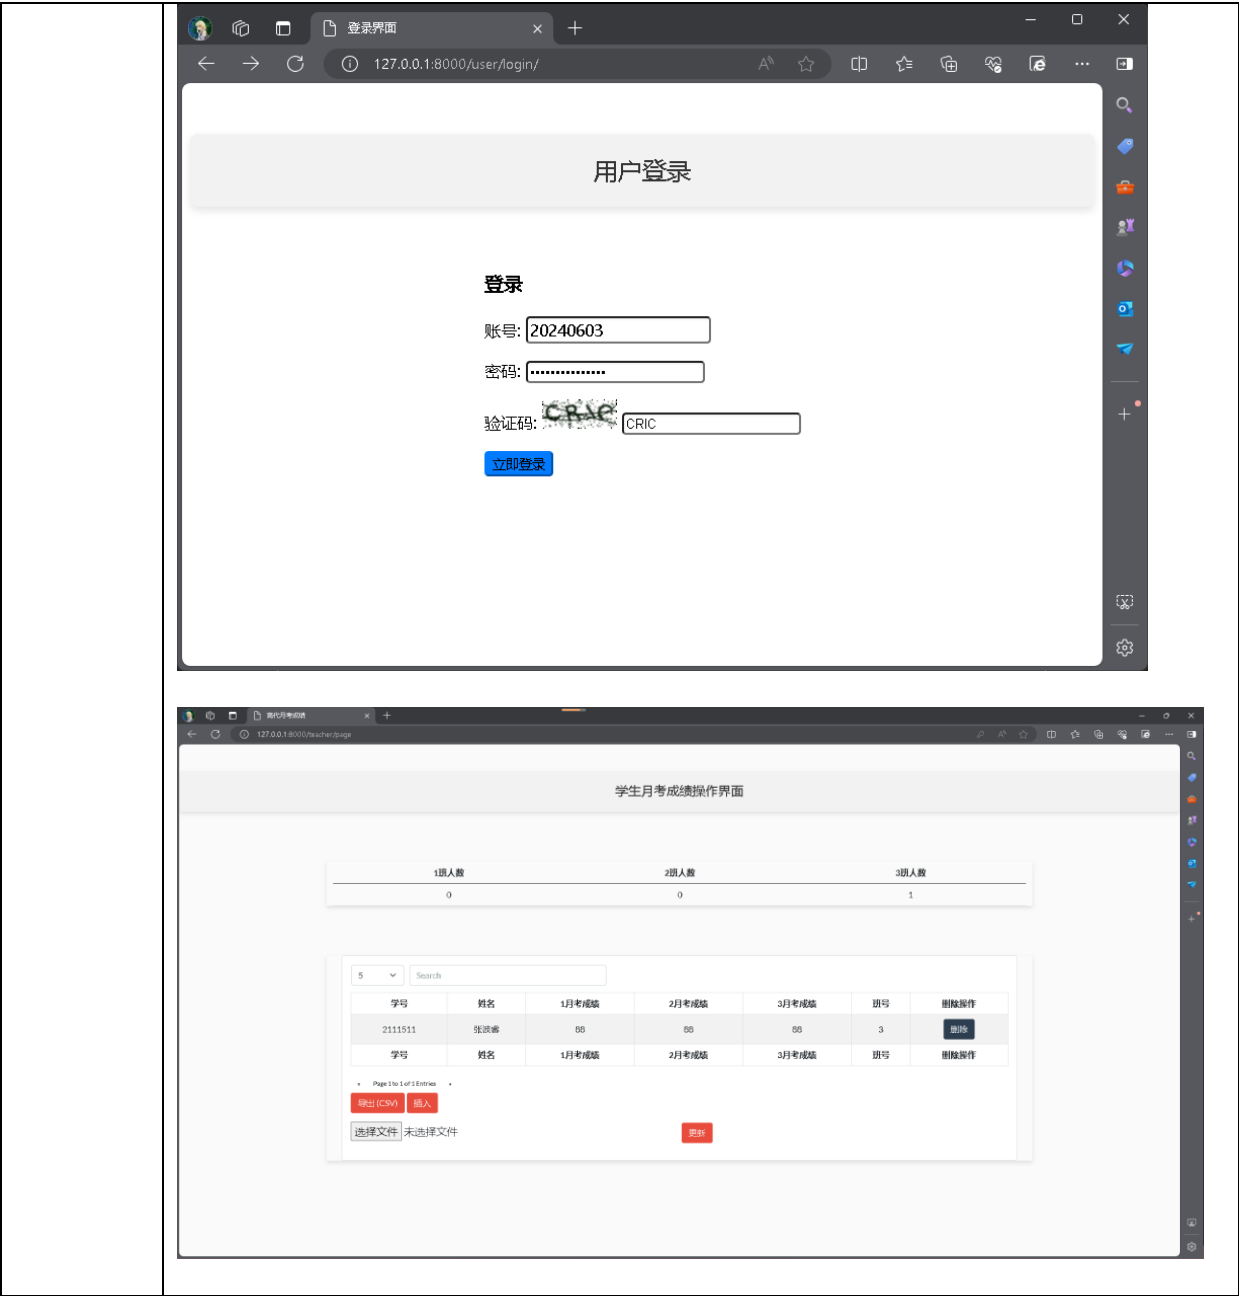 登录界面
127.0.0.1:8000/user/login/
用户登录
登录
账号: 20240603
密码: •••••••••••••••
验证码: CRIC CRIC
立即登录
高代月考成绩
127.0.0.1:8000/teacher/page
学生月考成绩操作界面
1班人数 2班人数 3班人数
0 0 1
5 Search
学号 姓名 1月考成绩 2月考成绩 3月考成绩 班号 删除操作
2111511 88 88 88 3 删除
学号 姓名 1月考成绩 2月考成绩 3月考成绩 班号 删除操作
Page 1 to 1 of 1 Entries
导出 (CSV) 插入
选择文件 未选择文件 更新